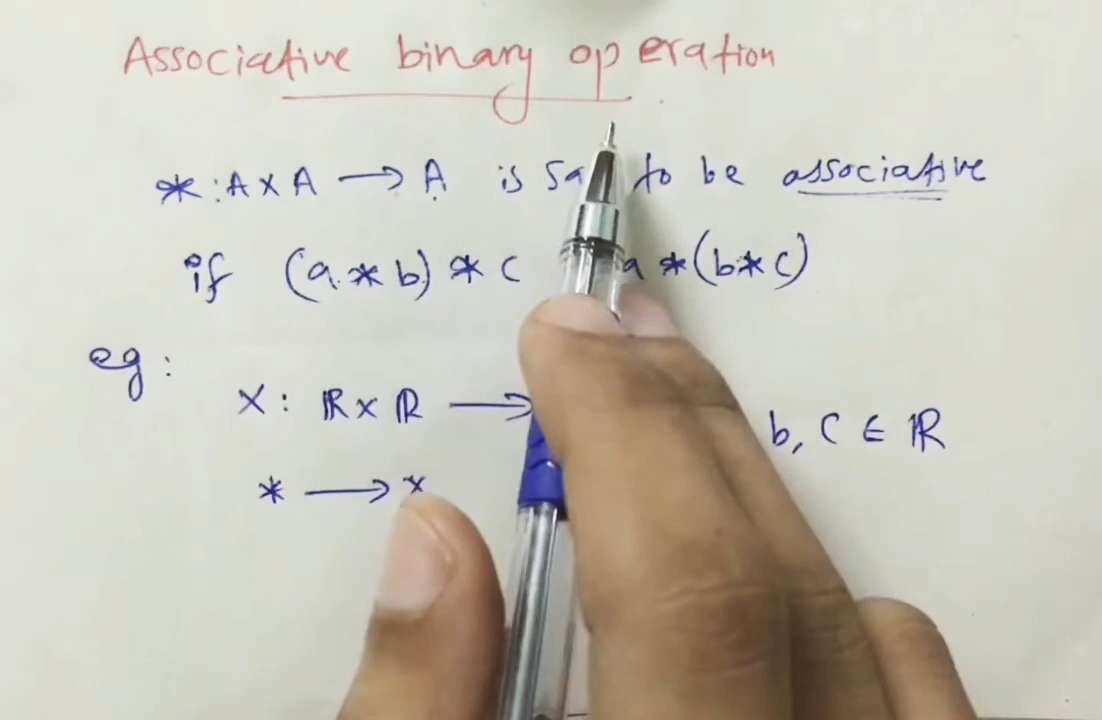 Associative binary operation
*: A × A → A is sa to be associative
if (a * b) * c a * (b * c)
eg:
×: ℝ × ℝ → b, c ∈ ℝ
* → ×